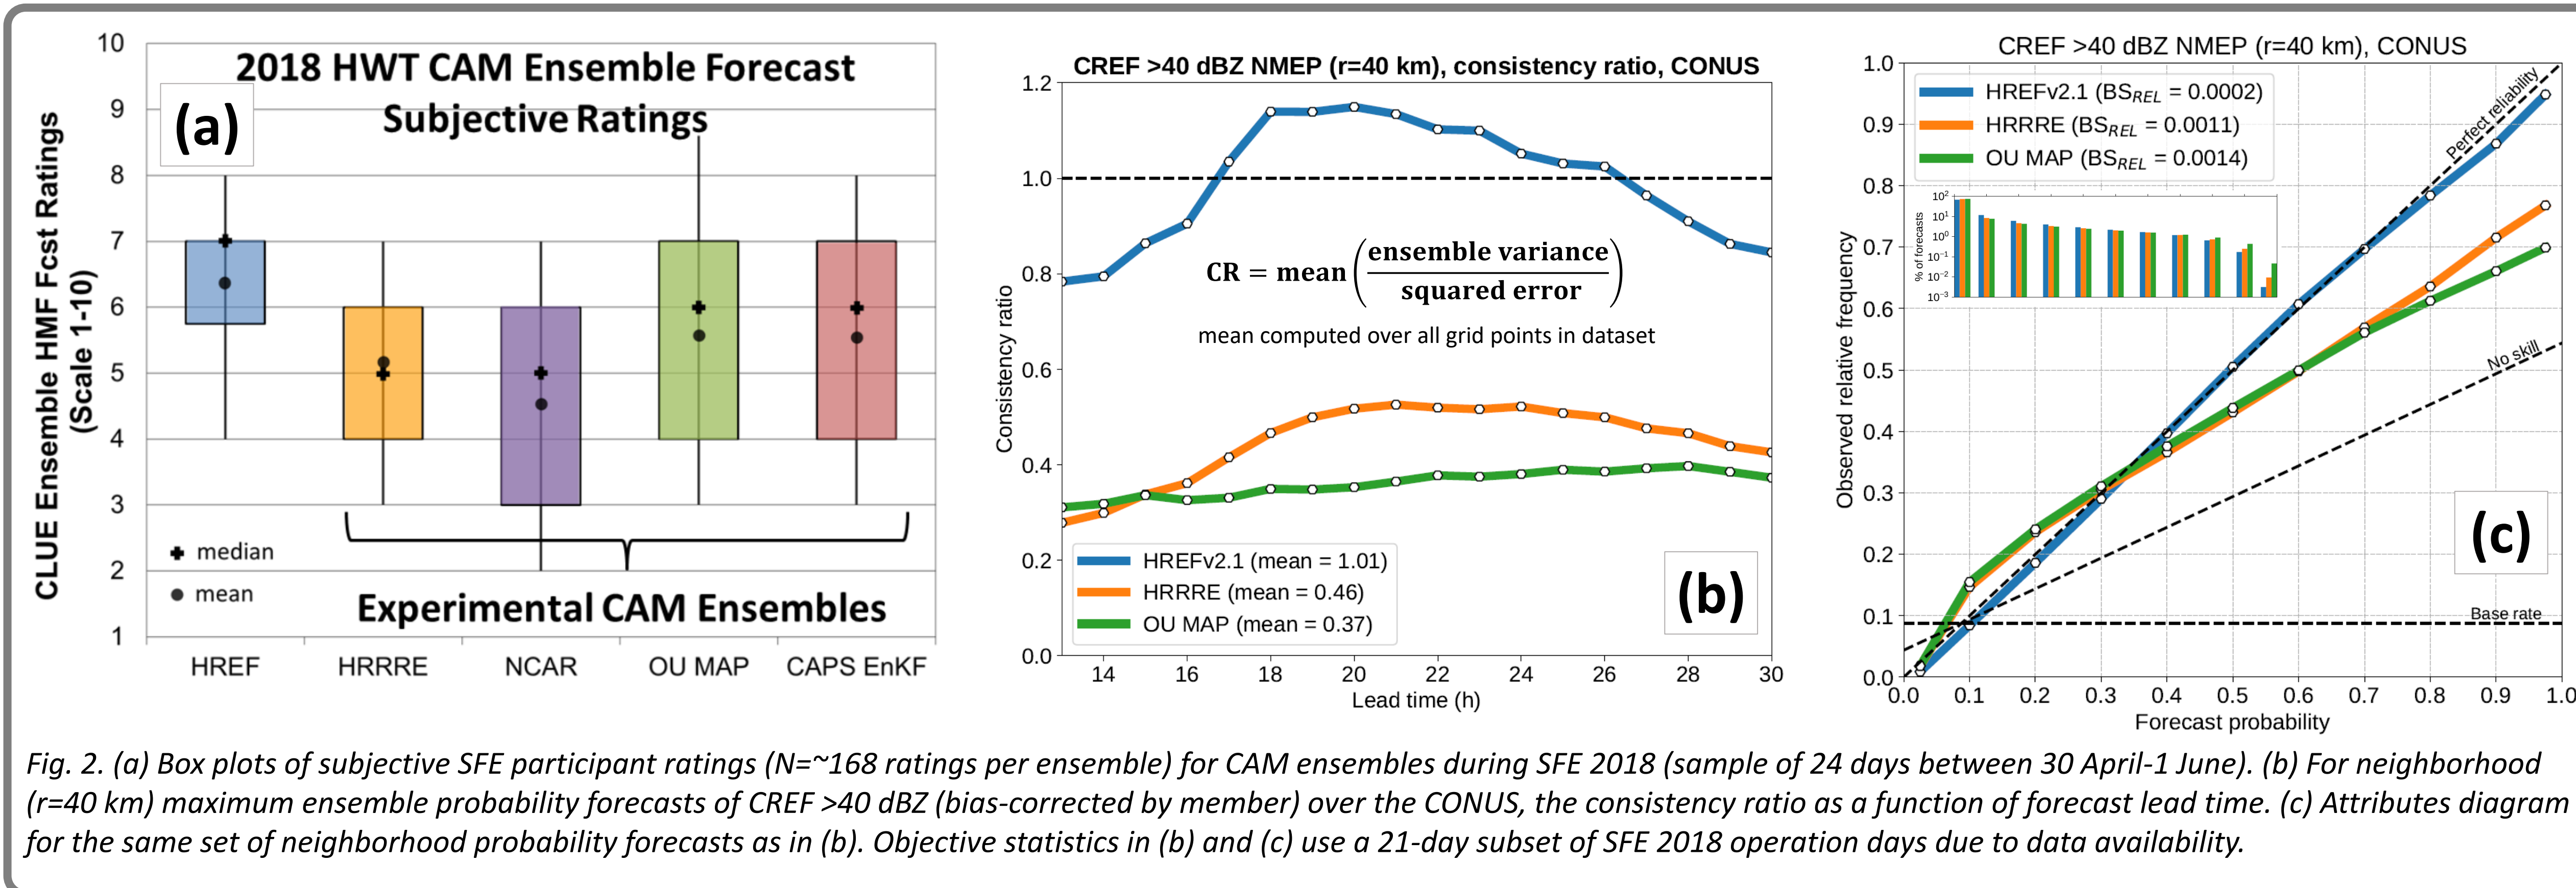 2018 HWT CAM Ensemble Forecast
Subjective Ratings
(a)
CLUE Ensemble HMF Fcst Ratings
(Scale 1-10)
10
9
8
7
6
5
4
3
2
1
median
mean
Experimental CAM Ensembles
HREF
HRRRE
NCAR
OU MAP
CAPS EnKF
CREF >40 dBZ NMEP (r=40 km), consistency ratio, CONUS
Consistency ratio
1.2
1.0
0.8
0.6
0.4
0.2
0.0
CR = mean(ensemble variance / squared error)
mean computed over all grid points in dataset
HREFv2.1 (mean = 1.01)
HRRRE (mean = 0.46)
OU MAP (mean = 0.37)
(b)
14 16 18 20 22 24 26 28 30
Lead time (h)
CREF >40 dBZ NMEP (r=40 km), CONUS
Observed relative frequency
1.0
0.9
0.8
0.7
0.6
0.5
0.4
0.3
0.2
0.1
0.0
HREFv2.1 (BS_REL = 0.0002)
HRRRE (BS_REL = 0.0011)
OU MAP (BS_REL = 0.0014)
% of forecasts
10²
10¹
10⁰
10⁻¹
10⁻²
10⁻³
Perfect reliability
No skill
Base rate
(c)
0.0 0.1 0.2 0.3 0.4 0.5 0.6 0.7 0.8 0.9 1.0
Forecast probability
Fig. 2. (a) Box plots of subjective SFE participant ratings (N=~168 ratings per ensemble) for CAM ensembles during SFE 2018 (sample of 24 days between 30 April-1 June). (b) For neighborhood
(r=40 km) maximum ensemble probability forecasts of CREF >40 dBZ (bias-corrected by member) over the CONUS, the consistency ratio as a function of forecast lead time. (c) Attributes diagram
for the same set of neighborhood probability forecasts as in (b). Objective statistics in (b) and (c) use a 21-day subset of SFE 2018 operation days due to data availability.